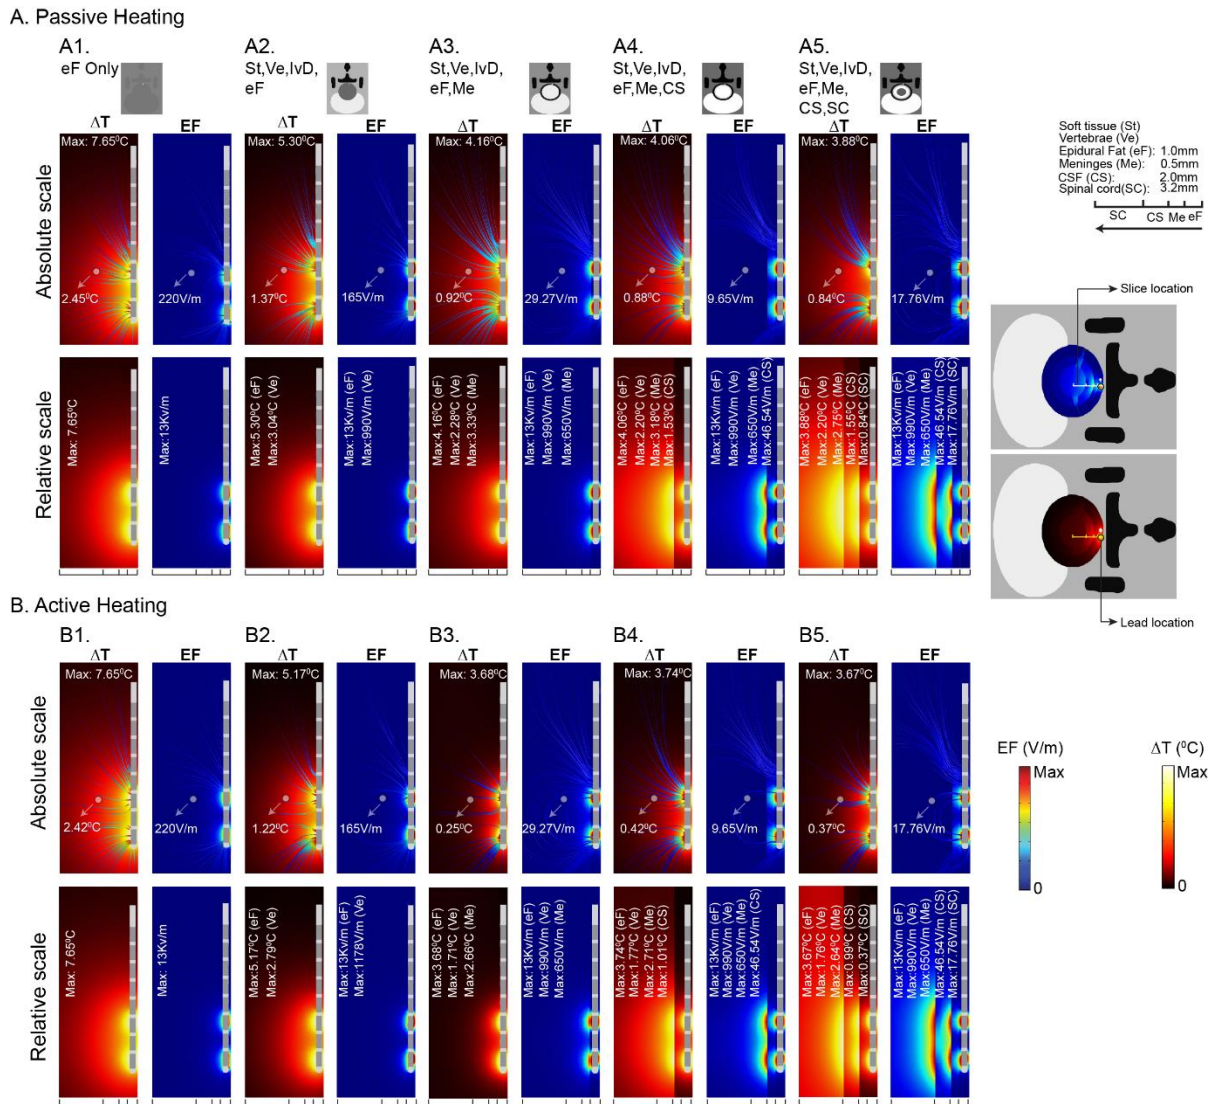 A. Passive Heating
A1.
eF Only
A2.
St,Ve,IvD,
eF
A3.
St,Ve,IvD,
eF,Me
A4.
St,Ve,IvD,
eF,Me,CS
A5.
St,Ve,IvD,
eF,Me,
CS,SC
ΔT
EF
ΔT
EF
ΔT
EF
ΔT
EF
ΔT
EF
Absolute scale
Max: 7.65⁰C
2.45⁰C
220V/m
Max: 5.30⁰C
1.37⁰C
165V/m
Max: 4.16⁰C
0.92⁰C
29.27V/m
Max: 4.06⁰C
0.88⁰C
9.65V/m
Max: 3.88⁰C
0.84⁰C
17.76V/m
Relative scale
Max: 7.65⁰C
Max:13Kv/m
Max:5.30⁰C (eF)
Max:3.04⁰C (Ve)
Max:13Kv/m (eF)
Max:990V/m (Ve)
Max:4.16⁰C (eF)
Max:2.28⁰C (Ve)
Max:3.33⁰C (Me)
Max:13Kv/m (eF)
Max:990V/m (Ve)
Max:650V/m (Me)
Max:4.06⁰C (eF)
Max:2.20⁰C (Ve)
Max:3.18⁰C (Me)
Max:1.53⁰C (CS)
Max:13Kv/m (eF)
Max:990V/m (Ve)
Max:650V/m (Me)
Max:46.54V/m (CS)
Max:3.88⁰C (eF)
Max:2.20⁰C (Ve)
Max:2.75⁰C (Me)
Max:1.55⁰C (CS)
Max:0.84⁰C (SC)
Max:13Kv/m (eF)
Max:990V/m (Ve)
Max:650V/m (Me)
Max:46.54V/m (CS)
Max:17.76V/m (SC)
Soft tissue (St)
Vertebrae (Ve)
Epidural Fat (eF): 1.0mm
Meninges (Me): 0.5mm
CSF (CS): 2.0mm
Spinal cord(SC): 3.2mm
SC CS Me eF
Slice location
Lead location
B. Active Heating
B1.
B2.
B3.
B4.
B5.
ΔT
EF
ΔT
EF
ΔT
EF
ΔT
EF
ΔT
EF
Absolute scale
Max: 7.65⁰C
2.42⁰C
220V/m
Max: 5.17⁰C
1.22⁰C
165V/m
Max: 3.68⁰C
0.25⁰C
29.27V/m
Max: 3.74⁰C
0.42⁰C
9.65V/m
Max: 3.67⁰C
0.37⁰C
17.76V/m
Relative scale
Max: 7.65⁰C
Max: 13Kv/m
Max:5.17⁰C (eF)
Max:2.79⁰C (Ve)
Max:13Kv/m (eF)
Max:1178V/m (Ve)
Max:3.68⁰C (eF)
Max:1.71⁰C (Ve)
Max:2.66⁰C (Me)
Max:13Kv/m (eF)
Max:990V/m (Ve)
Max:650V/m (Me)
Max:3.74⁰C (eF)
Max:1.77⁰C (Ve)
Max:2.71⁰C (Me)
Max:1.01⁰C (CS)
Max:13Kv/m (eF)
Max:990V/m (Ve)
Max:650V/m (Me)
Max:46.54V/m (CS)
Max:3.67⁰C (eF)
Max:1.76⁰C (Ve)
Max:2.64⁰C (Me)
Max:0.99⁰C (CS)
Max:0.37⁰C (SC)
Max:13Kv/m (eF)
Max:990V/m (Ve)
Max:650V/m (Me)
Max:46.54V/m (CS)
Max:17.76V/m (SC)
EF (V/m)
Max
0
ΔT (⁰C)
Max
0